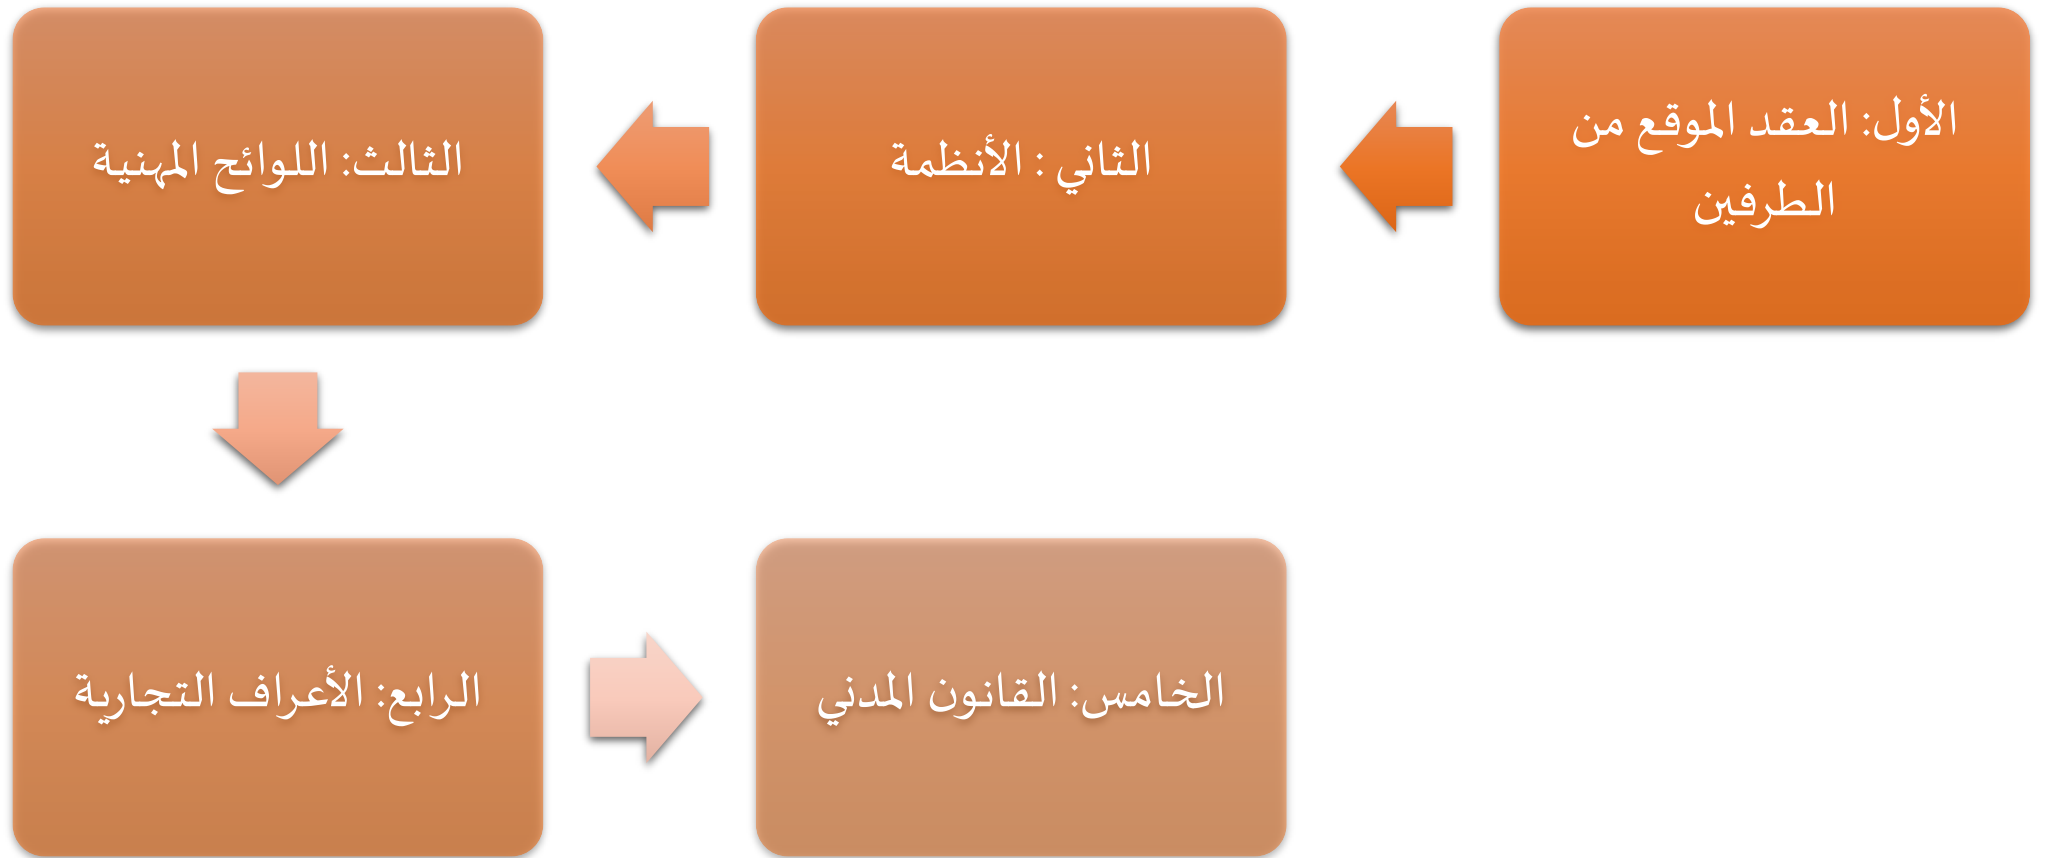 الأول: العقد الموقع من
الطرفين
الثاني : الأنظمة
الثالث: اللوائح المهنية
الرابع: الأعراف التجارية
الخامس: القانون المدني